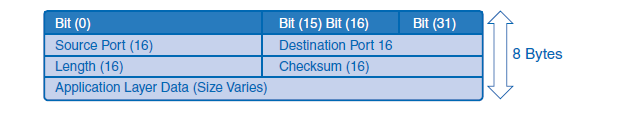 Bit (0) Bit (15) Bit (16) Bit (31)
Source Port (16) Destination Port 16
Length (16) Checksum (16)
Application Layer Data (Size Varies)
8 Bytes